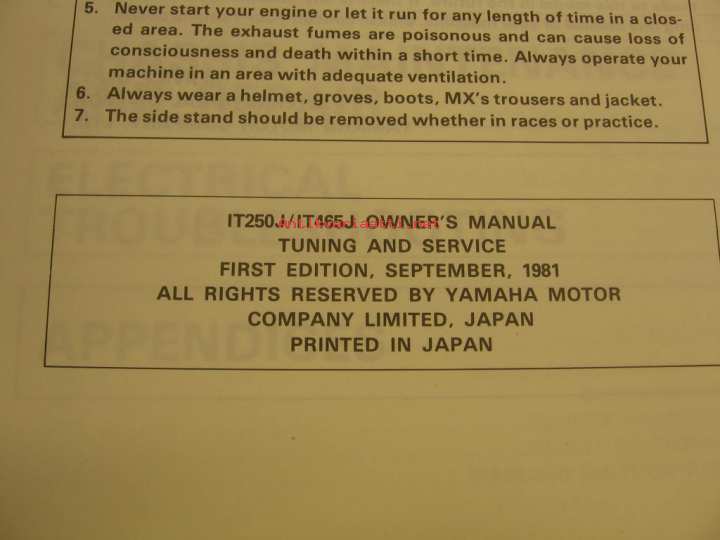 5. Never start your engine or let it run for any length of time in a clos-
ed area. The exhaust fumes are poisonous and can cause loss of
consciousness and death within a short time. Always operate your
machine in an area with adequate ventilation.
6. Always wear a helmet, groves, boots, MX's trousers and jacket.
7. The side stand should be removed whether in races or practice.
ELECTRICAL
IT250J/IT465J OWNER'S MANUAL
TUNING AND SERVICE
FIRST EDITION, SEPTEMBER, 1981
ALL RIGHTS RESERVED BY YAMAHA MOTOR
COMPANY LIMITED, JAPAN
PRINTED IN JAPAN
APPENDICES